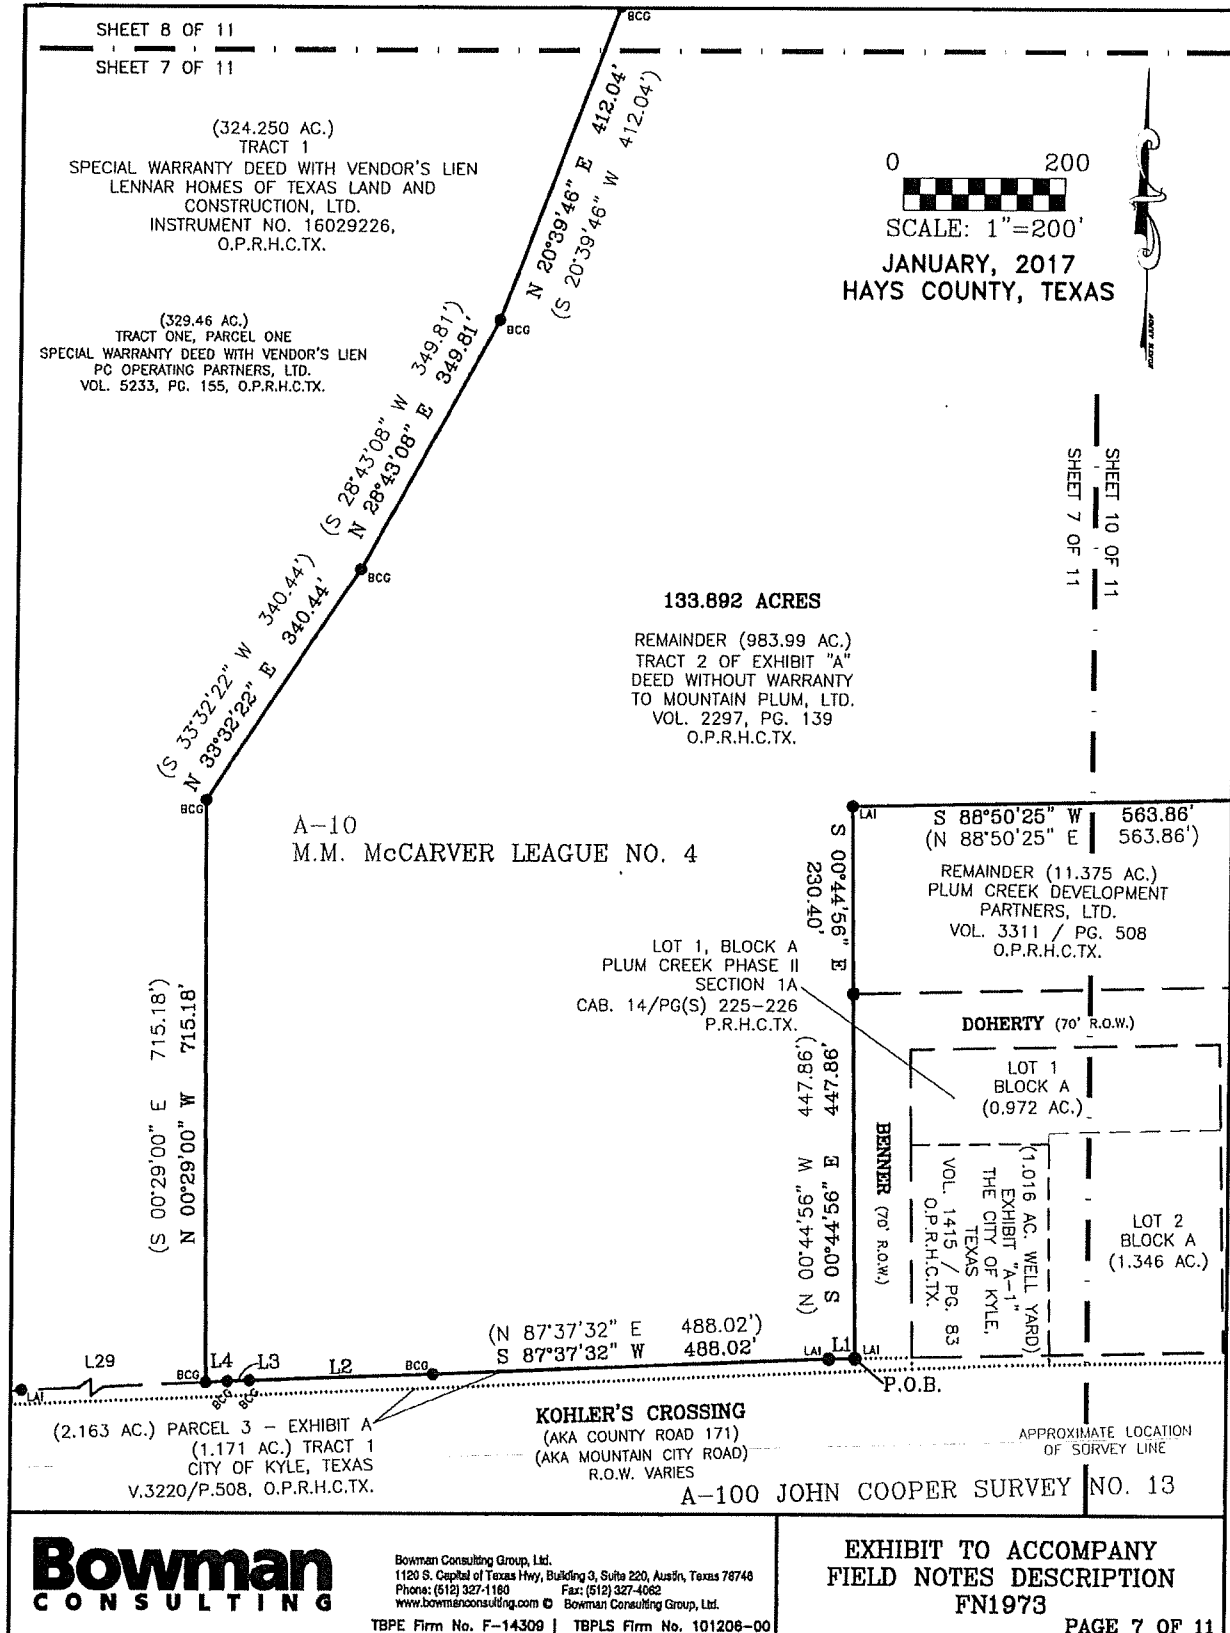 SHEET 8 OF 11
SHEET 7 OF 11
BCG
(324.250 AC.)
TRACT 1
SPECIAL WARRANTY DEED WITH VENDOR'S LIEN
LENNAR HOMES OF TEXAS LAND AND
CONSTRUCTION, LTD.
INSTRUMENT NO. 16029226,
O.P.R.H.C.TX.
N 20°39'46" E 412.04'
(S 20°39'46" W 412.04')
0 200
SCALE: 1"=200'
JANUARY, 2017
HAYS COUNTY, TEXAS
(329.46 AC.)
TRACT ONE, PARCEL ONE
SPECIAL WARRANTY DEED WITH VENDOR'S LIEN
PC OPERATING PARTNERS, LTD.
VOL. 5233, PG. 155, O.P.R.H.C.TX.
BCG
(S 28°43'08" W 349.81')
N 28°43'08" E 349.81'
SHEET 10 OF 11
SHEET 7 OF 11
BCG
(S 33°32'22" W 340.44')
N 33°32'22" E 340.44'
133.892 ACRES
REMAINDER (983.99 AC.)
TRACT 2 OF EXHIBIT "A"
DEED WITHOUT WARRANTY
TO MOUNTAIN PLUM, LTD.
VOL. 2297, PG. 139
O.P.R.H.C.TX.
BCG
A-10
M.M. McCARVER LEAGUE NO. 4
LAI
S 88°50'25" W 563.86'
(N 88°50'25" E 563.86')
S 00°44'56" E
230.40'
REMAINDER (11.375 AC.)
PLUM CREEK DEVELOPMENT
PARTNERS, LTD.
VOL. 3311 / PG. 508
O.P.R.H.C.TX.
LOT 1, BLOCK A
PLUM CREEK PHASE II
SECTION 1A
CAB. 14/PG(S) 225-226
P.R.H.C.TX.
DOHERTY (70' R.O.W.)
(S 00°29'00" E 715.18')
N 00°29'00" W 715.18'
(N 00°44'56" W 447.86')
S 00°44'56" E 447.86'
BENNER (70' R.O.W.)
LOT 1
BLOCK A
(0.972 AC.)
(1.016 AC. WELL YARD)
EXHIBIT "A-1"
THE CITY OF KYLE,
TEXAS
VOL. 1415 / PG. 83
O.P.R.H.C.TX.
LOT 2
BLOCK A
(1.346 AC.)
(N 87°37'32" E 488.02')
S 87°37'32" W 488.02'
L29
LAI
BCG
L4
BCG
L3
BCG
L2
BCG
LAI
L1
LAI
P.O.B.
(2.163 AC.) PARCEL 3 - EXHIBIT A
(1.171 AC.) TRACT 1
CITY OF KYLE, TEXAS
V.3220/P.508, O.P.R.H.C.TX.
KOHLER'S CROSSING
(AKA COUNTY ROAD 171)
(AKA MOUNTAIN CITY ROAD)
R.O.W. VARIES
APPROXIMATE LOCATION
OF SURVEY LINE
A-100 JOHN COOPER SURVEY NO. 13
Bowman
CONSULTING
Bowman Consulting Group, Ltd.
1120 S. Capital of Texas Hwy, Building 3, Suite 220, Austin, Texas 78746
Phone: (512) 327-1180 Fax: (512) 327-4062
www.bowmanconsulting.com © Bowman Consulting Group, Ltd.
TBPE Firm No. F-14309 | TBPLS Firm No. 101206-00
EXHIBIT TO ACCOMPANY
FIELD NOTES DESCRIPTION
FN1973
PAGE 7 OF 11